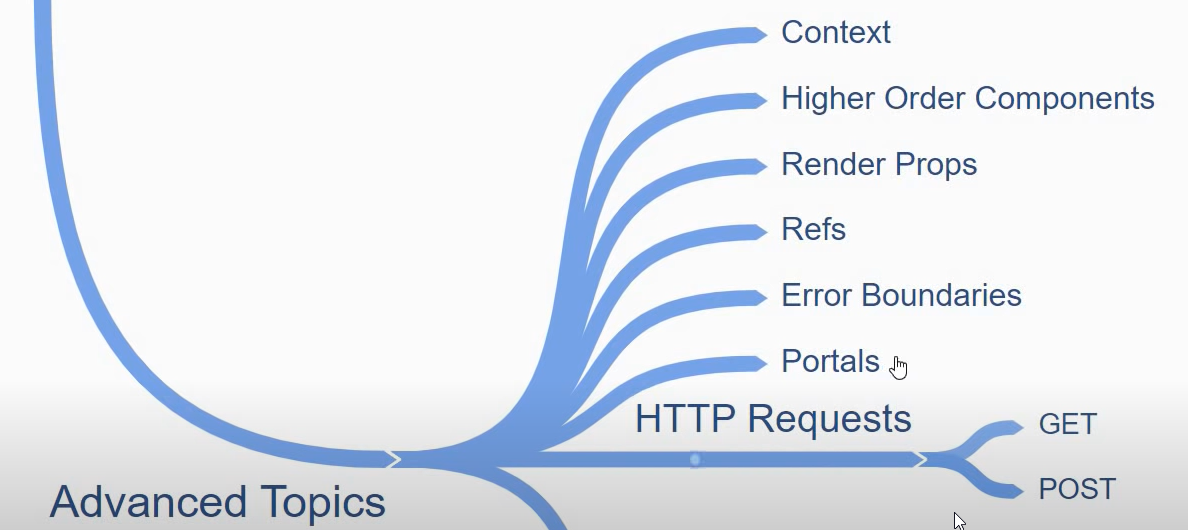 Context
Higher Order Components
Render Props
Refs
Error Boundaries
Portals
HTTP Requests
GET
POST
Advanced Topics